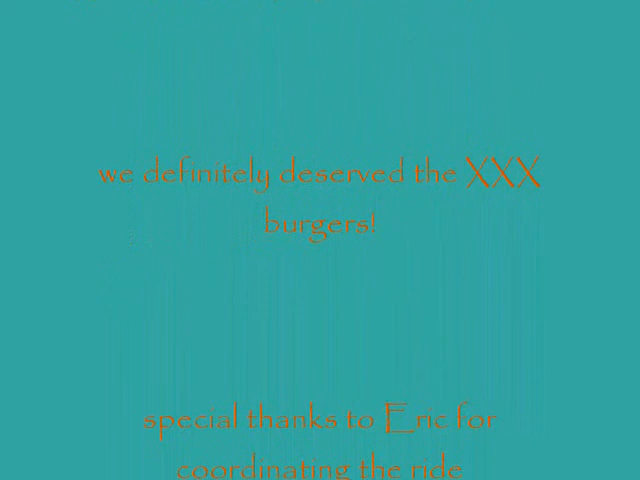 we definitely deserved the XXX
burgers!
special thanks to Eric for
coordinating the ride